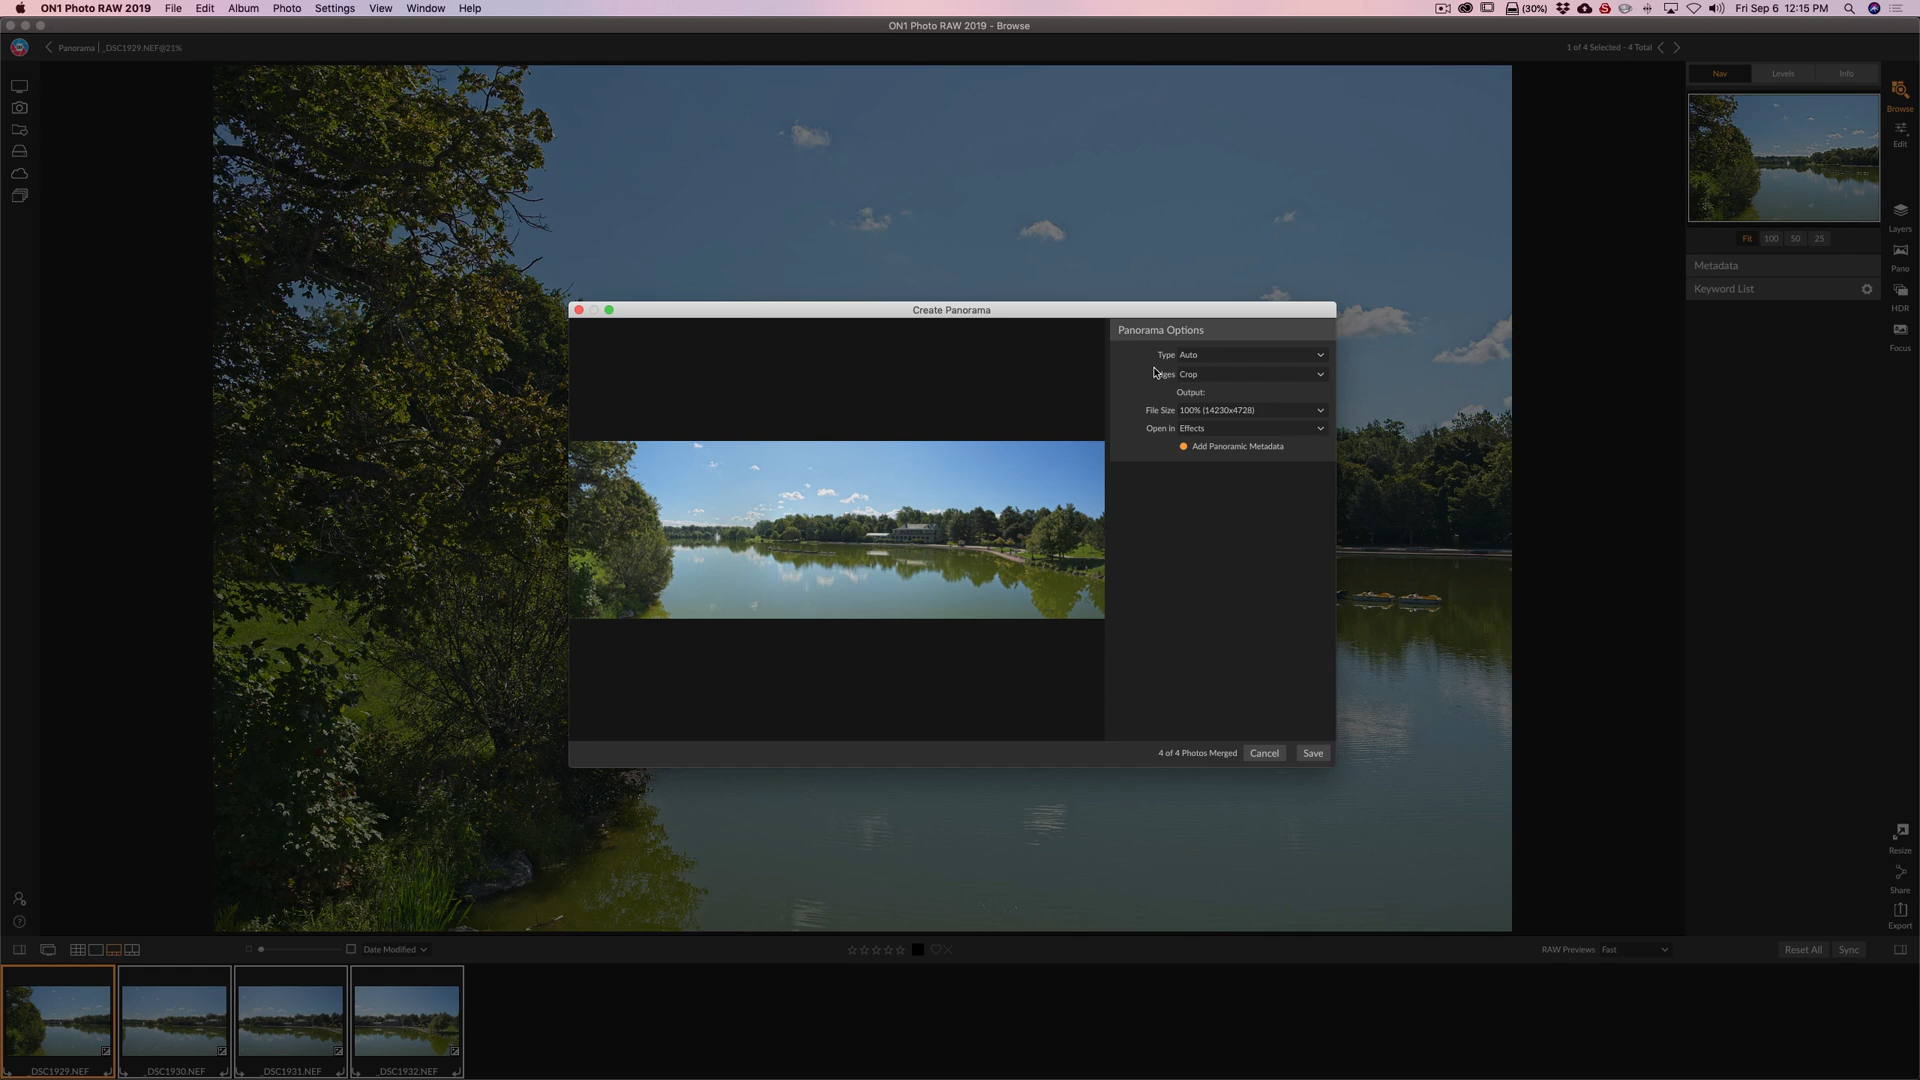 ON1 Photo RAW 2019 File Edit Album Photo Settings View Window Help (30%) Fri Sep 6 12:15 PM
ON1 Photo RAW 2019 - Browse
Panorama | _DSC1929.NEF@21%
1 of 4 Selected - 4 Total
Nav Levels Info
Browse
Edit
Layers
Fit 100 50 25
Metadata
Pano
Keyword List
HDR
Focus
Create Panorama
Panorama Options
Type Auto
Crop
Output:
File Size 100% (14230x4728)
Open in Effects
Add Panoramic Metadata
4 of 4 Photos Merged Cancel Save
Resize
Share
Export
Date Modified
RAW Previews Fast
Reset All Sync
_DSC1929.NEF _DSC1930.NEF _DSC1931.NEF _DSC1932.NEF